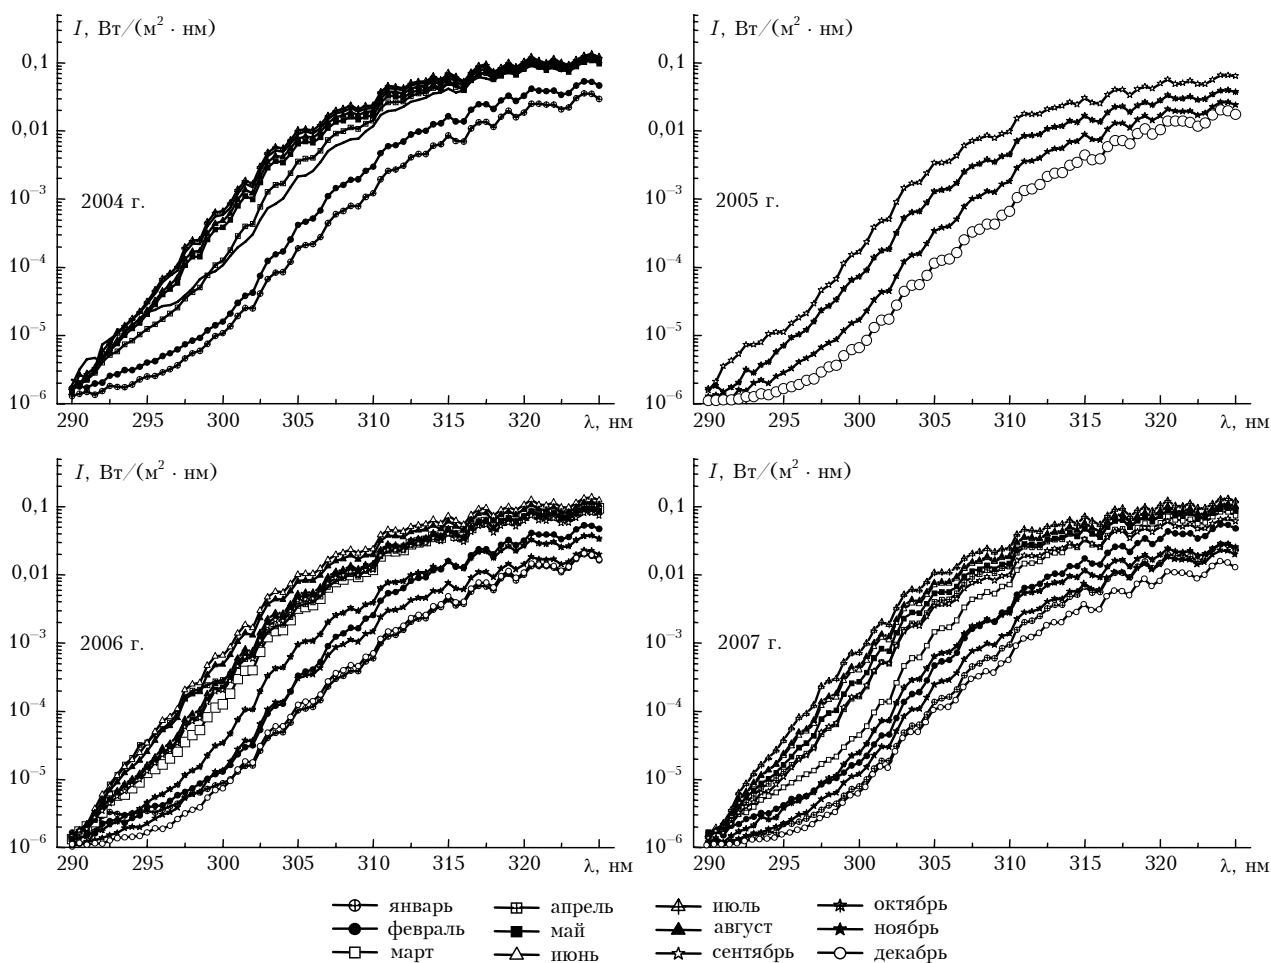 I, Вт/(м² · нм)
0,1
0,01
10⁻³
2004 г.
10⁻⁴
10⁻⁵
10⁻⁶
290 295 300 305 310 315 320 λ, нм
I, Вт/(м² · нм)
0,1
0,01
10⁻³
2005 г.
10⁻⁴
10⁻⁵
10⁻⁶
290 295 300 305 310 315 320 λ, нм
I, Вт/(м² · нм)
0,1
0,01
10⁻³
2006 г.
10⁻⁴
10⁻⁵
10⁻⁶
290 295 300 305 310 315 320 λ, нм
I, Вт/(м² · нм)
0,1
0,01
10⁻³
2007 г.
10⁻⁴
10⁻⁵
10⁻⁶
290 295 300 305 310 315 320 λ, нм
январь
февраль
март
апрель
май
июнь
июль
август
сентябрь
октябрь
ноябрь
декабрь